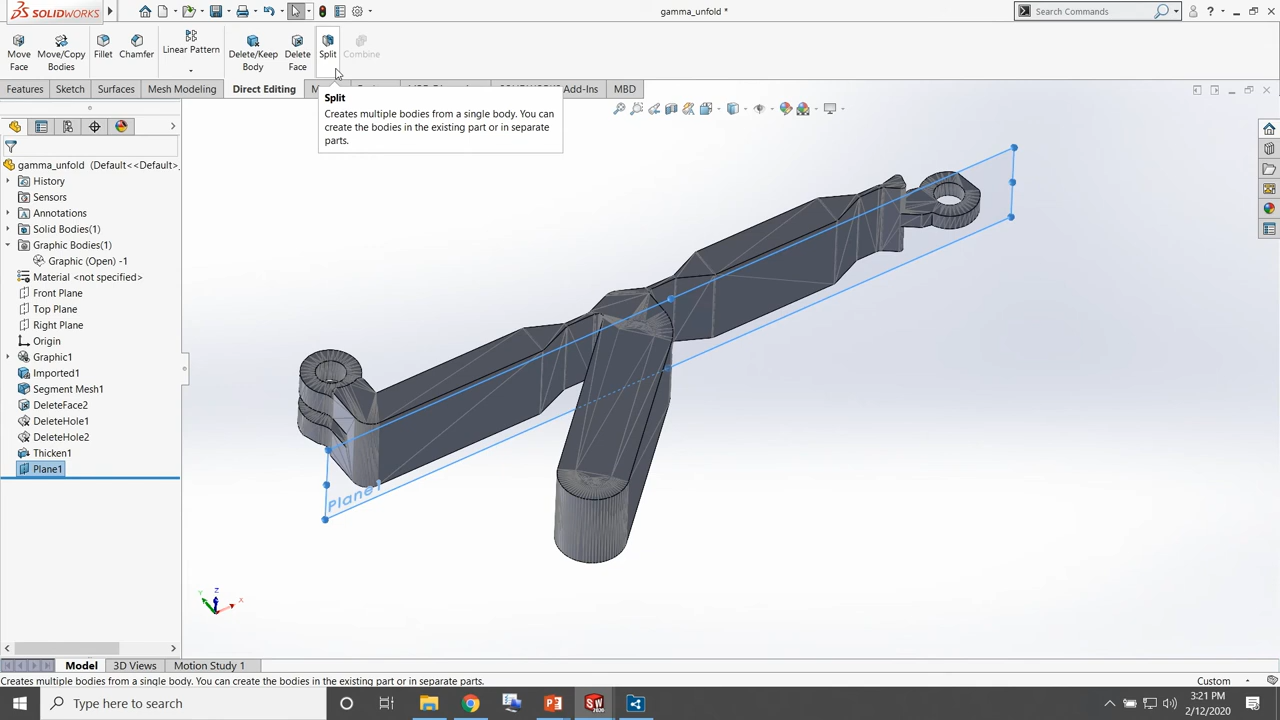 SOLIDWORKS
gamma_unfold *
Search Commands
Move Face
Move/Copy Bodies
Fillet
Chamfer
Linear Pattern
Delete/Keep Body
Delete Face
Split
Combine
Features
Sketch
Surfaces
Mesh Modeling
Direct Editing
Add-Ins
MBD
Split
Creates multiple bodies from a single body. You can
create the bodies in the existing part or in separate
parts.
gamma_unfold (Default<<Default>_
History
Sensors
Annotations
Solid Bodies(1)
Graphic Bodies(1)
Graphic (Open) -1
Material <not specified>
Front Plane
Top Plane
Right Plane
Origin
Graphic1
Imported1
Segment Mesh1
DeleteFace2
DeleteHole1
DeleteHole2
Thicken1
Plane1
Plane1
Z
Y
X
Model
3D Views
Motion Study 1
Creates multiple bodies from a single body. You can create the bodies in the existing part or in separate parts.
Custom
Type here to search
3:21 PM
2/12/2020